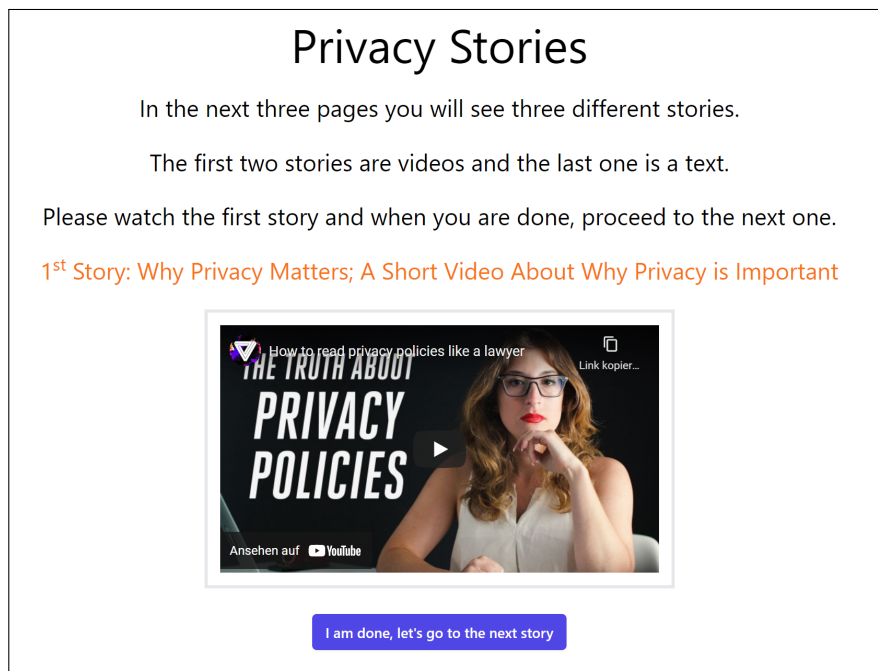 Privacy Stories
In the next three pages you will see three different stories.
The first two stories are videos and the last one is a text.
Please watch the first story and when you are done, proceed to the next one.
1st Story: Why Privacy Matters; A Short Video About Why Privacy is Important
How to read privacy policies like a lawyer
Link kopier...
THE TRUTH ABOUT
PRIVACY
POLICIES
Ansehen auf YouTube
I am done, let's go to the next story